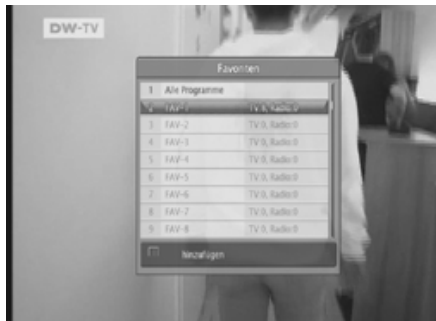 DW-TV
Favoriten
1 Alle Programme
2 FAV-1 TV:8, Radio:0
3 FAV-2 TV:0, Radio:0
4 FAV-3 TV:0, Radio:0
5 FAV-4 TV:0, Radio:0
6 FAV-5 TV:0, Radio:0
7 FAV-6 TV:0, Radio:0
8 FAV-7 TV:0, Radio:0
9 FAV-8 TV:0, Radio:0
hinzufügen